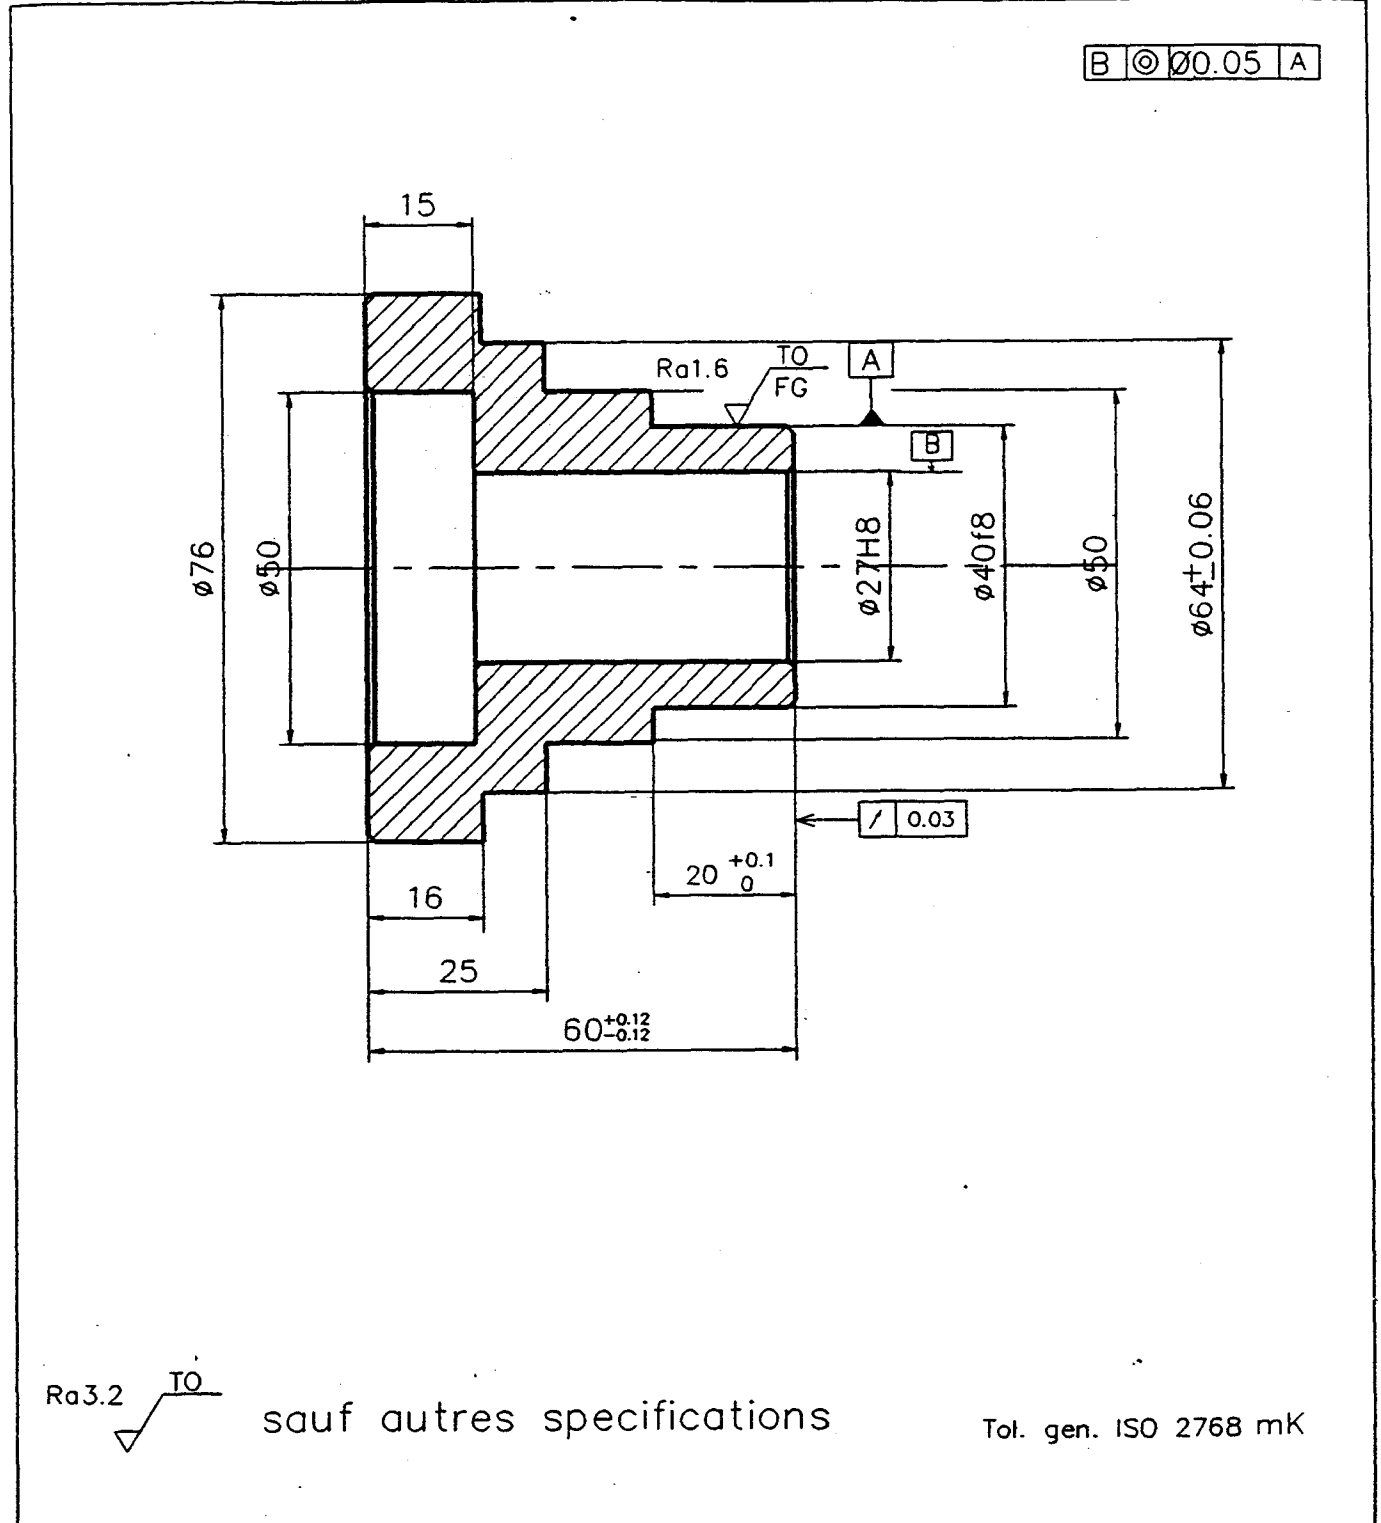 B ◎ Ø0.05 A
15
Ra1.6
TO
FG
A
B
ø76
ø50
ø27H8
ø40f8
ø50
ø64±0.06
/ 0.03
20 +0.1
0
16
25
60 +0.12
-0.12
Ra3.2
TO
sauf autres specifications
Tol. gen. ISO 2768 mK